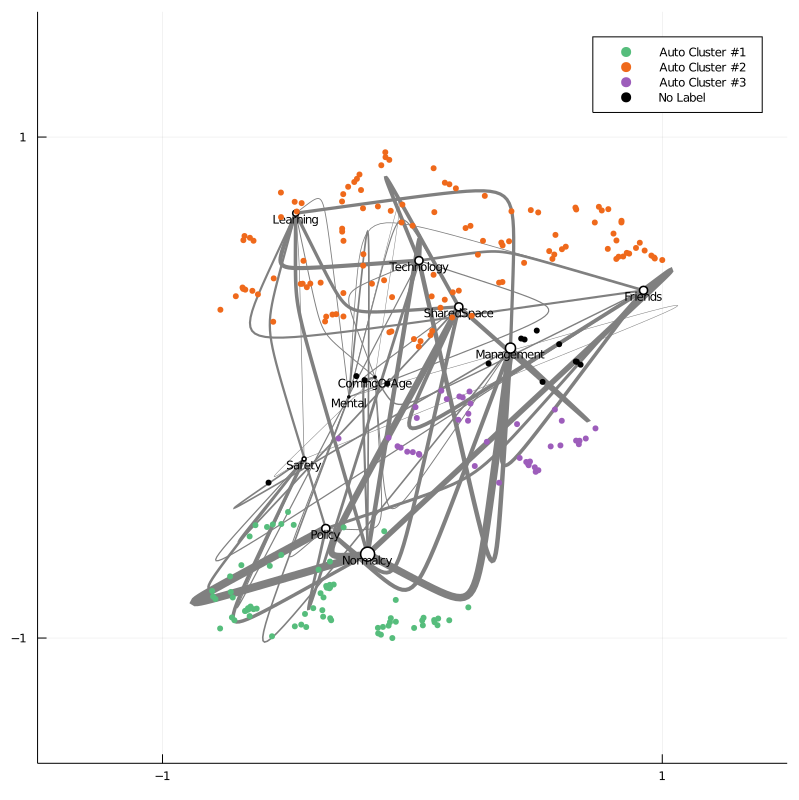 Auto Cluster #1
Auto Cluster #2
Auto Cluster #3
No Label
1
Learning
Technology
Friends
SharedSpace
Management
ComingOfAge
Mental
Safety
Policy
Normalcy
−1
−1
1